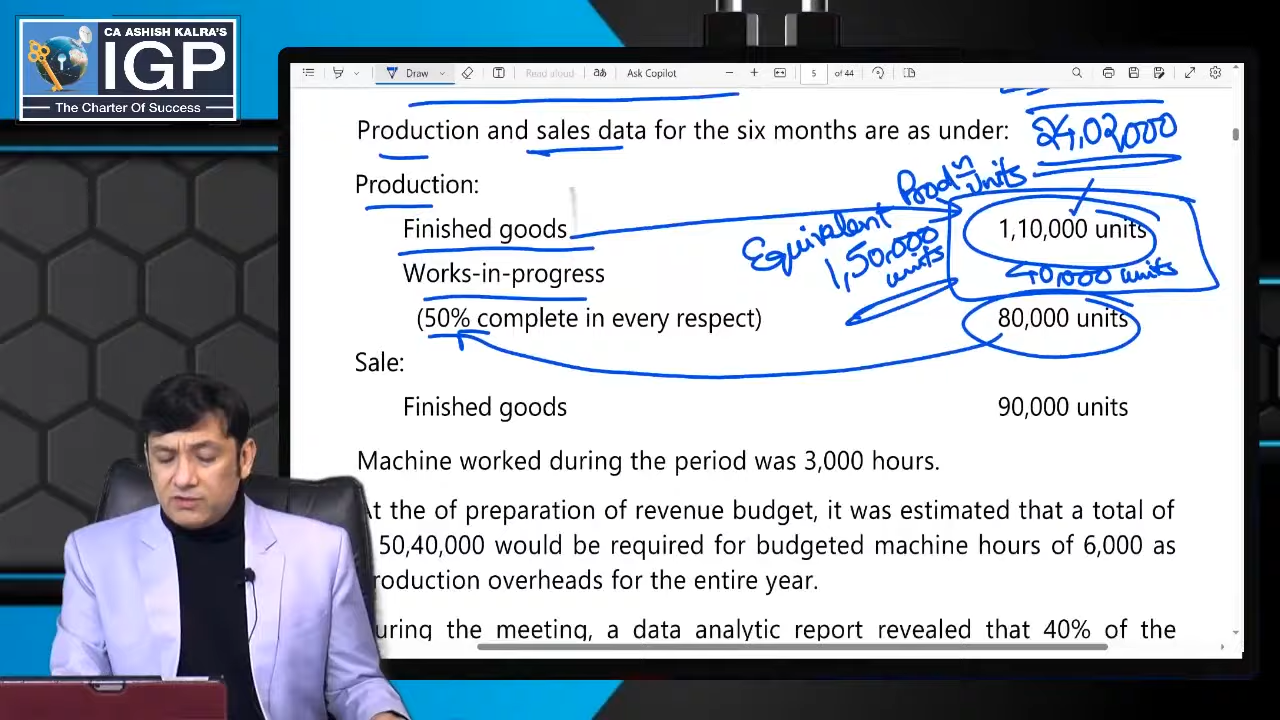 CA ASHISH KALRA'S
IGP
The Charter Of Success
Draw
Read aloud
Ask Copilot
5
of 44
Production and sales data for the six months are as under:
24,02,000
Production:
Equivalent Prodn units
Finished goods
1,10,000 units
1,50,000 units
Works-in-progress
40,000 units
(50% complete in every respect)
80,000 units
Sale:
Finished goods
90,000 units
Machine worked during the period was 3,000 hours.
At the of preparation of revenue budget, it was estimated that a total of
50,40,000 would be required for budgeted machine hours of 6,000 as
roduction overheads for the entire year.
uring the meeting, a data analytic report revealed that 40% of the